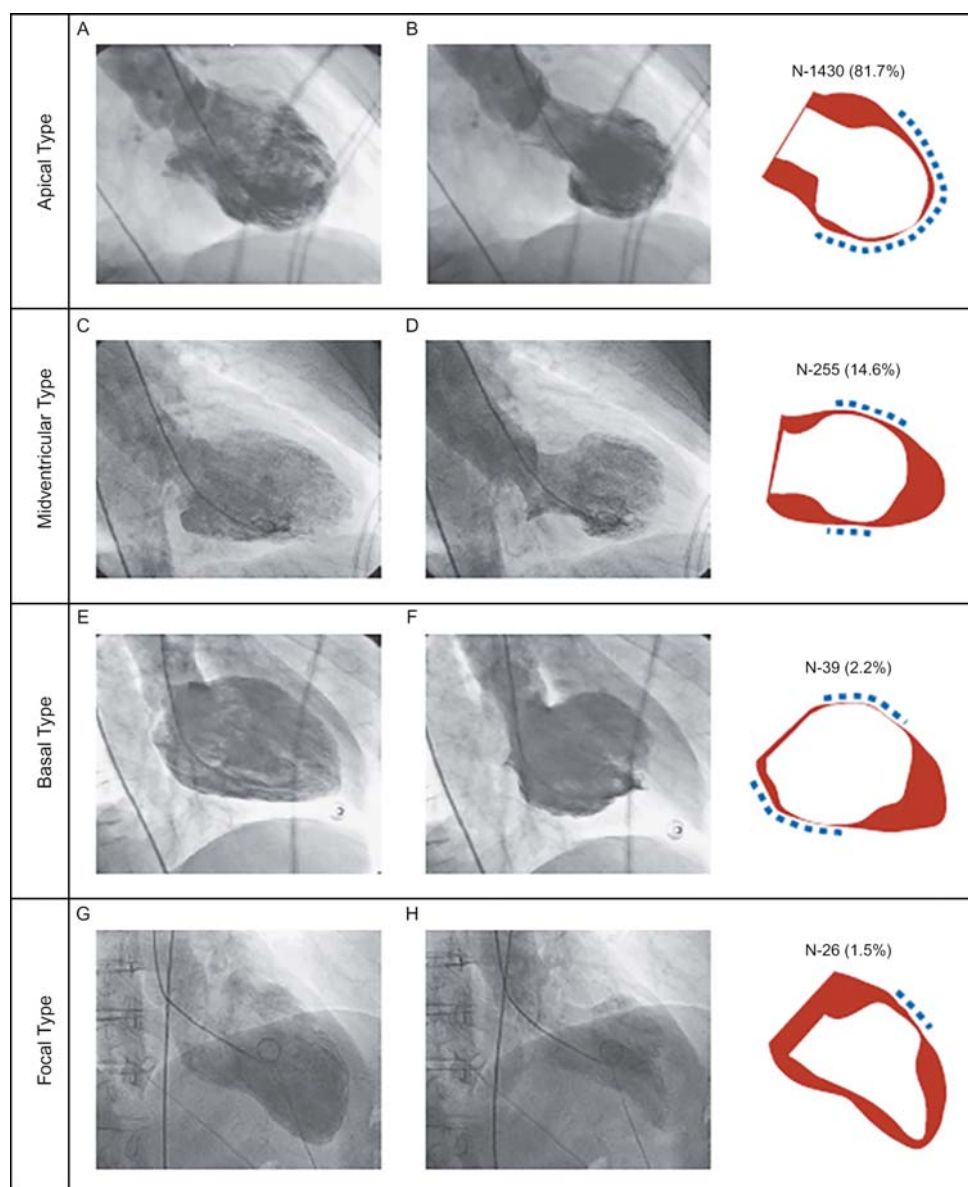 A
B
N-1430 (81.7%)
Apical Type
C
D
N-255 (14.6%)
Midventricular Type
E
F
N-39 (2.2%)
Basal Type
G
H
N-26 (1.5%)
Focal Type